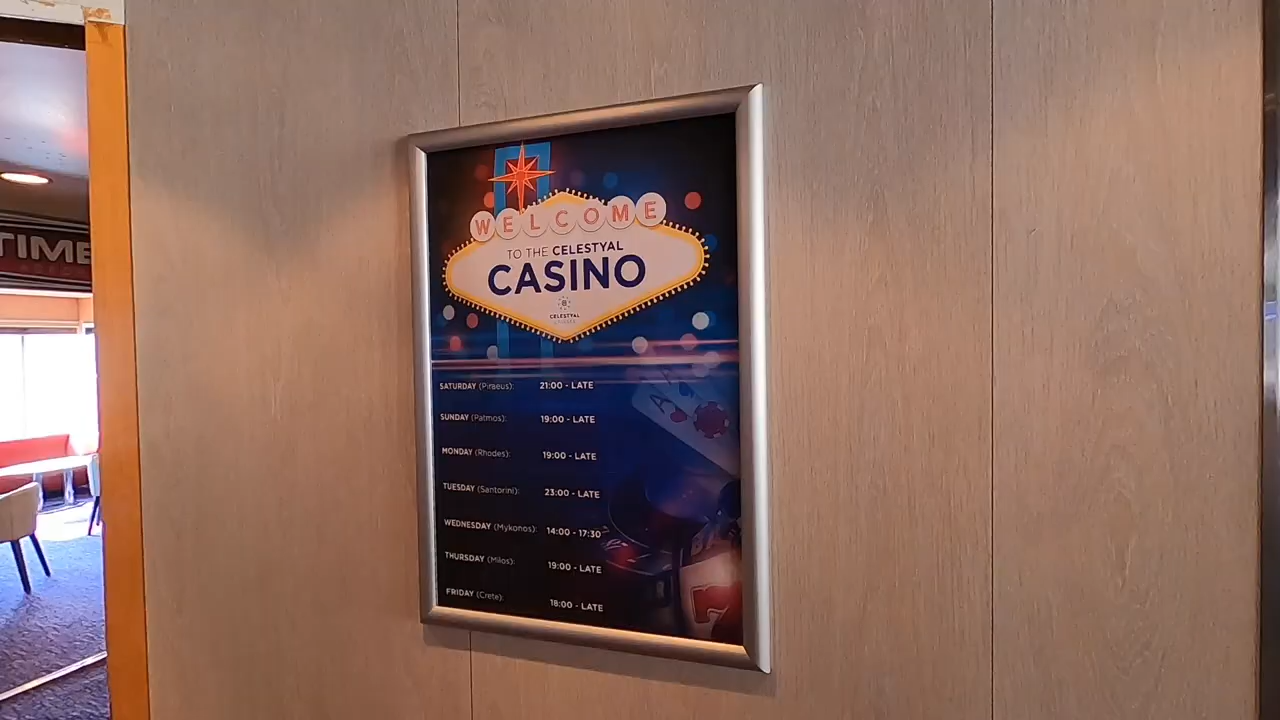 TIME
WELCOME
TO THE CELESTYAL
CASINO
CELESTYAL
SATURDAY (Piraeus): 21:00 - LATE
SUNDAY (Patmos): 19:00 - LATE
MONDAY (Rhodes): 19:00 - LATE
TUESDAY (Santorini): 23:00 - LATE
WEDNESDAY (Mykonos): 14:00 - 17:30
THURSDAY (Milos): 19:00 - LATE
FRIDAY (Crete): 18:00 - LATE
A
7